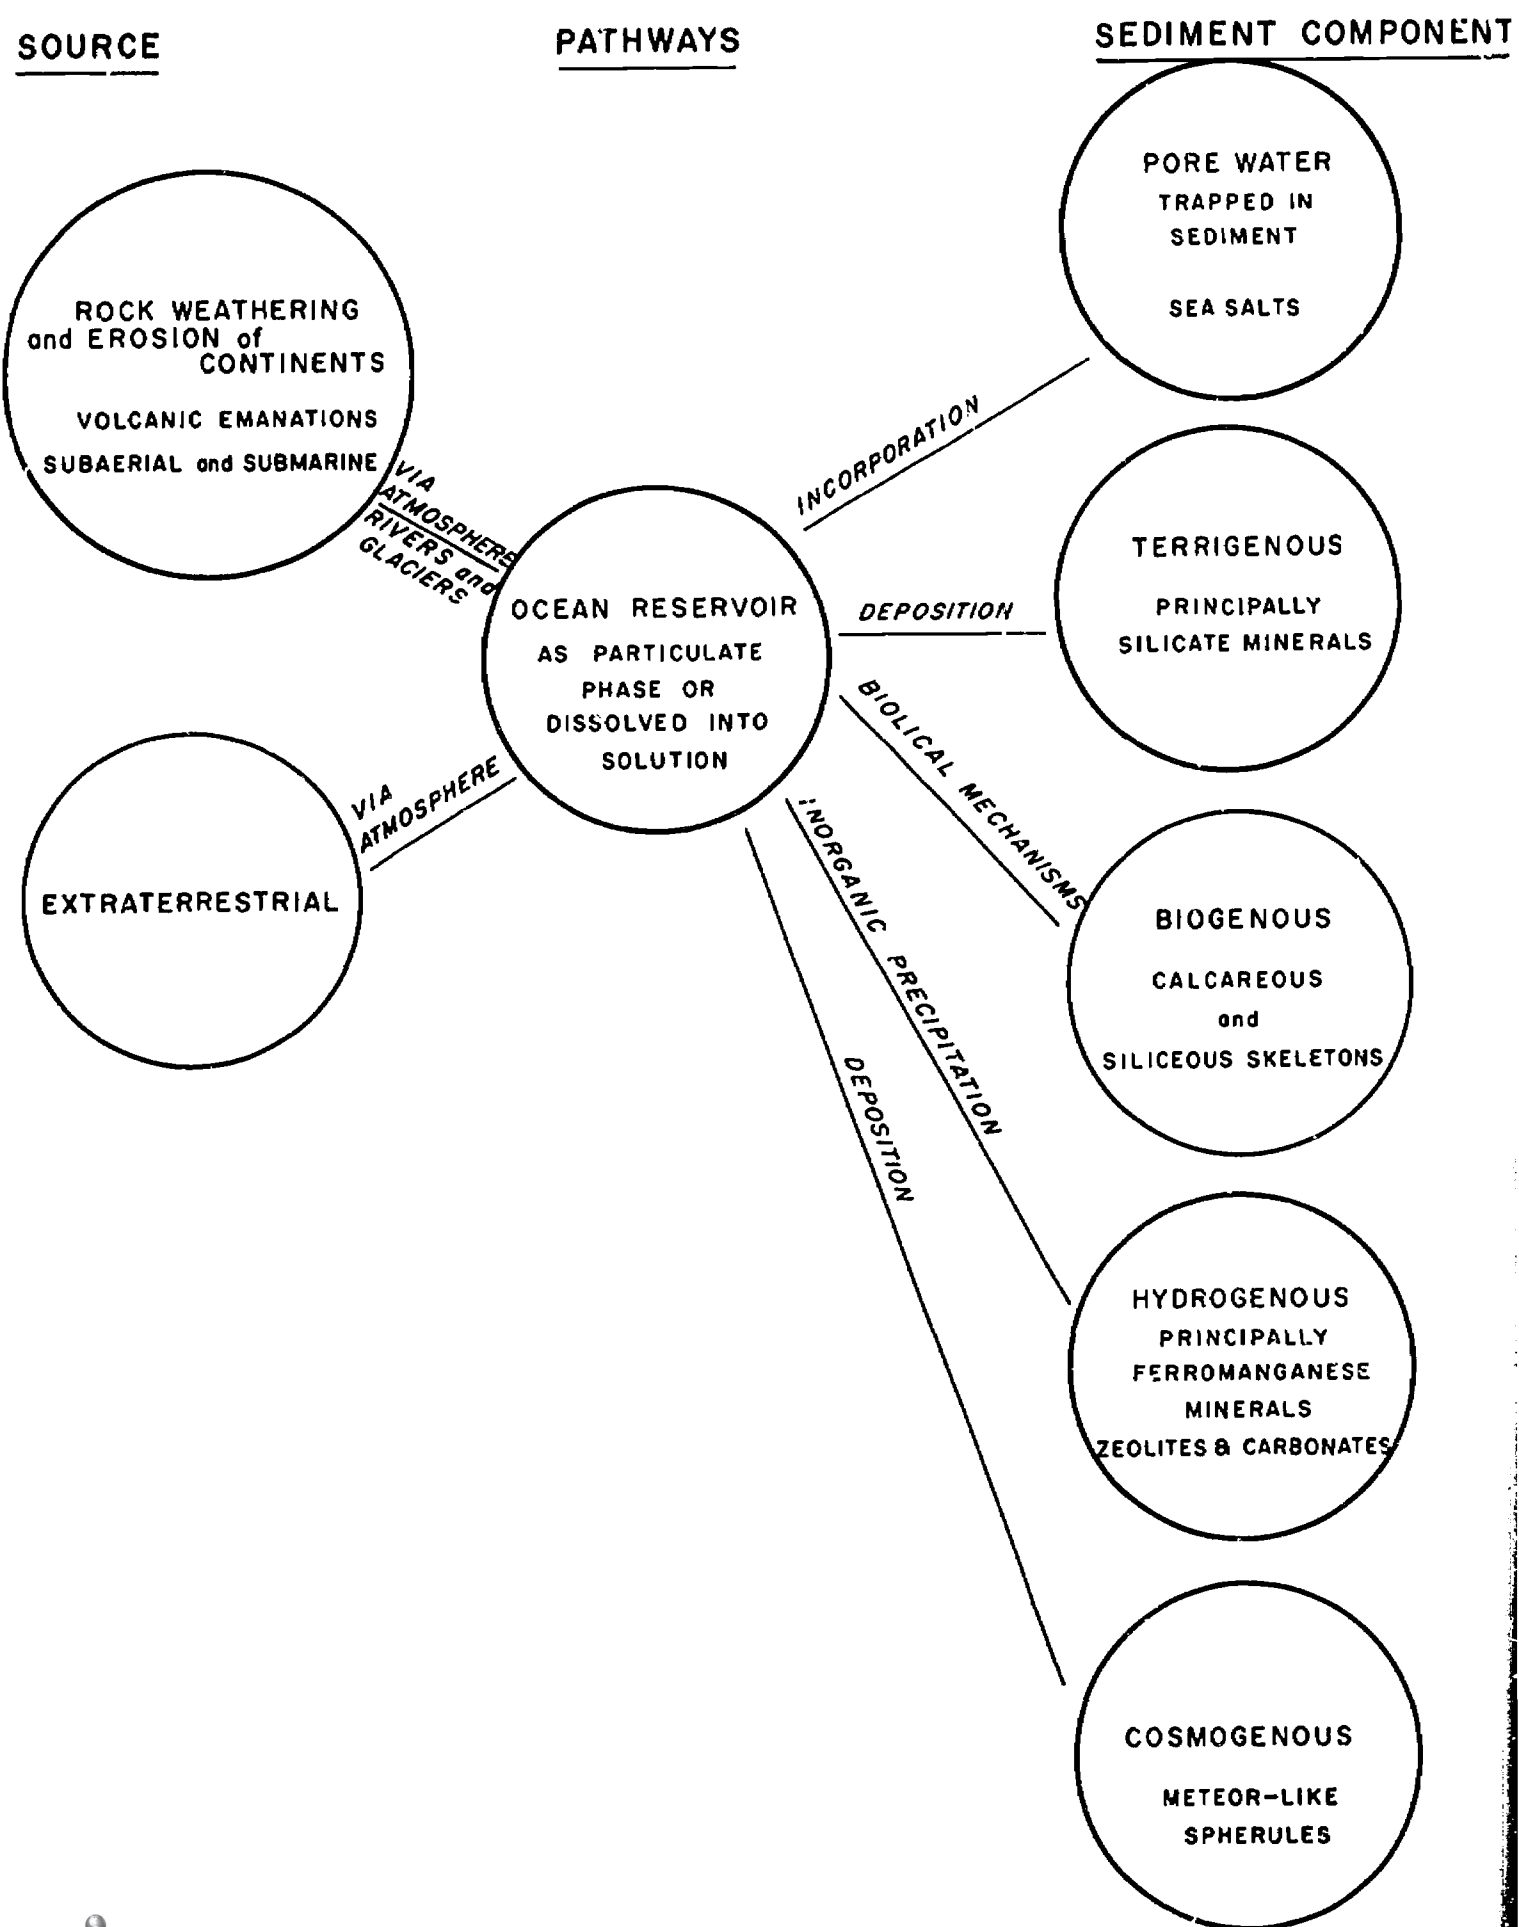 SOURCE
PATHWAYS
SEDIMENT COMPONENT
ROCK WEATHERING
and EROSION of
CONTINENTS
VOLCANIC EMANATIONS
SUBAERIAL and SUBMARINE
VIA
ATMOSPHERE
RIVERS and
GLACIERS
EXTRATERRESTRIAL
VIA
ATMOSPHERE
OCEAN RESERVOIR
AS PARTICULATE
PHASE OR
DISSOLVED INTO
SOLUTION
INCORPORATION
DEPOSITION
BIOLICAL MECHANISMS
INORGANIC PRECIPITATION
DEPOSITION
PORE WATER
TRAPPED IN
SEDIMENT
SEA SALTS
TERRIGENOUS
PRINCIPALLY
SILICATE MINERALS
BIOGENOUS
CALCAREOUS
and
SILICEOUS SKELETONS
HYDROGENOUS
PRINCIPALLY
FERROMANGANESE
MINERALS
ZEOLITES & CARBONATES
COSMOGENOUS
METEOR-LIKE
SPHERULES